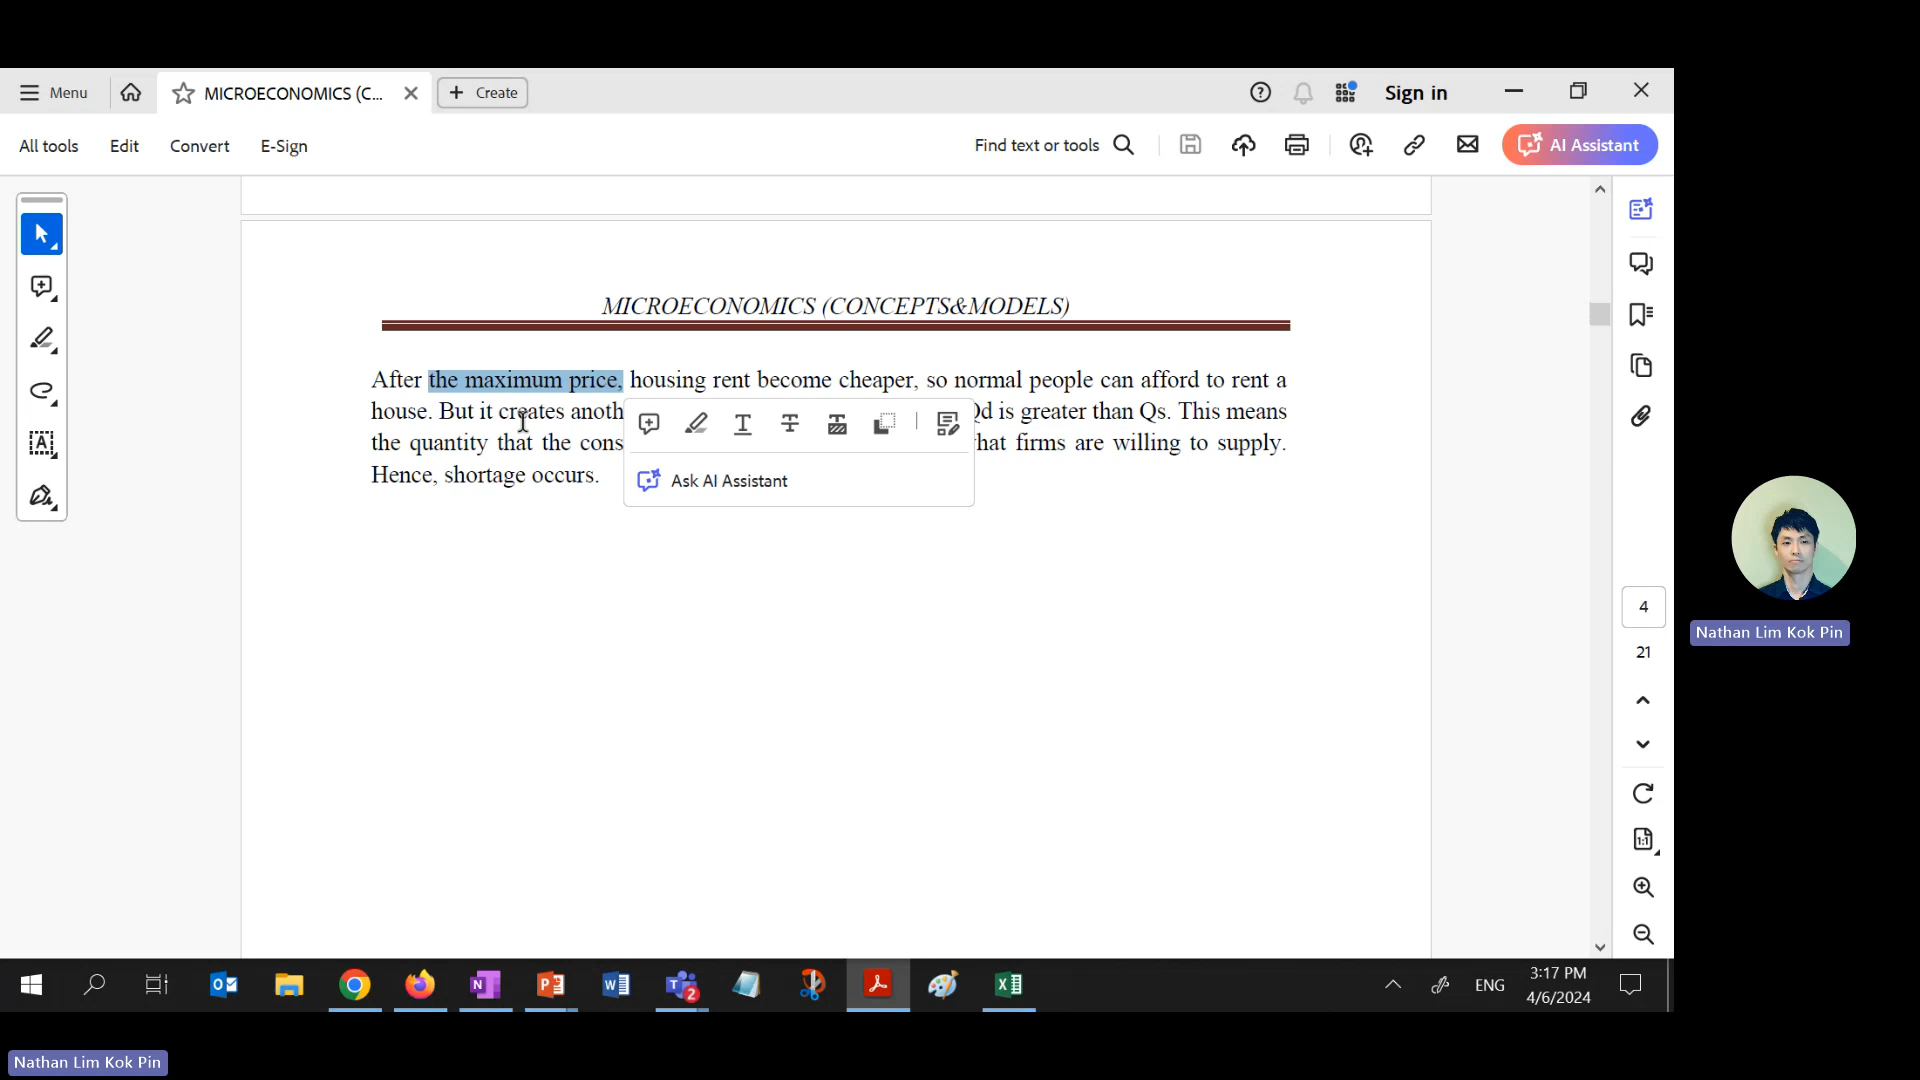 Menu
MICROECONOMICS (C...
Create
Sign in
All tools
Edit
Convert
E-Sign
Find text or tools
AI Assistant
MICROECONOMICS (CONCEPTS&MODELS)
After the maximum price, housing rent become cheaper, so normal people can afford to rent a
house. But it creates anoth Qd is greater than Qs. This means
the quantity that the cons hat firms are willing to supply.
Hence, shortage occurs.
Ask AI Assistant
4
21
Nathan Lim Kok Pin
ENG
3:17 PM
4/6/2024
Nathan Lim Kok Pin